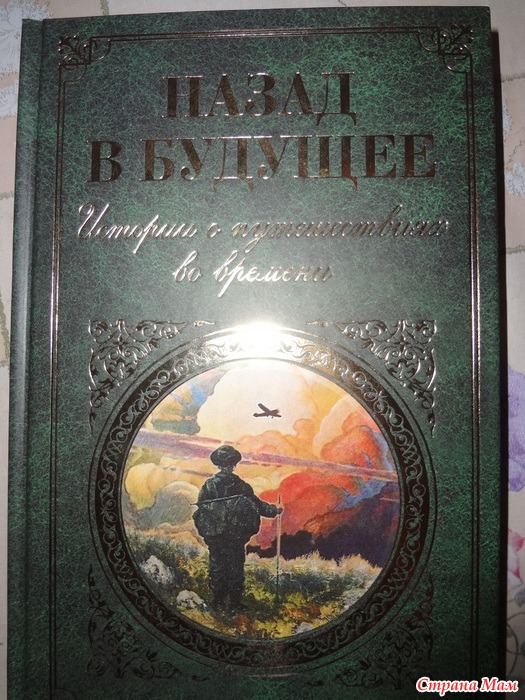 НАЗАД
В БУДУЩЕЕ
Истории о путешествиях
во времени
Страна Мам